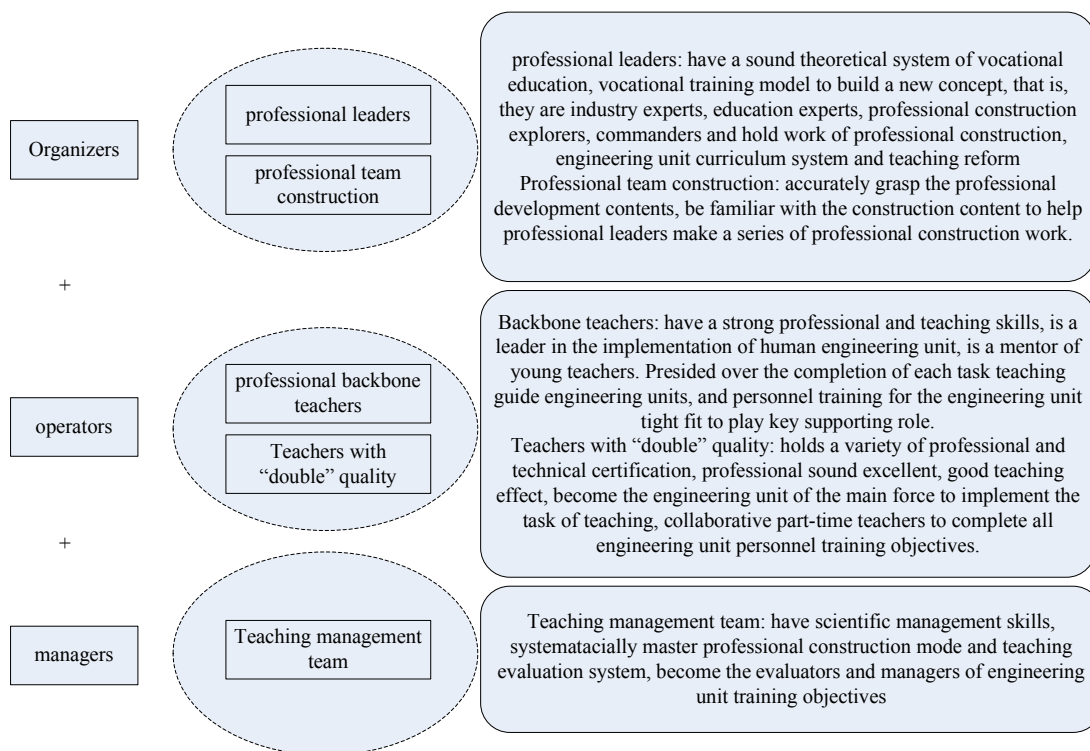 Organizers
professional leaders
professional team
construction
professional leaders: have a sound theoretical system of vocational
education, vocational training model to build a new concept, that is,
they are industry experts, education experts, professional construction
explorers, commanders and hold work of professional construction,
engineering unit curriculum system and teaching reform
Professional team construction: accurately grasp the professional
development contents, be familiar with the construction content to help
professional leaders make a series of professional construction work.
+
operators
professional backbone
teachers
Teachers with
“double” quality
Backbone teachers: have a strong professional and teaching skills, is a
leader in the implementation of human engineering unit, is a mentor of
young teachers. Presided over the completion of each task teaching
guide engineering units, and personnel training for the engineering unit
tight fit to play key supporting role.
Teachers with “double” quality: holds a variety of professional and
technical certification, professional sound excellent, good teaching
effect, become the engineering unit of the main force to implement the
task of teaching, collaborative part-time teachers to complete all
engineering unit personnel training objectives.
+
managers
Teaching management
team
Teaching management team: have scientific management skills,
systematacially master professional construction mode and teaching
evaluation system, become the evaluators and managers of engineering
unit training objectives